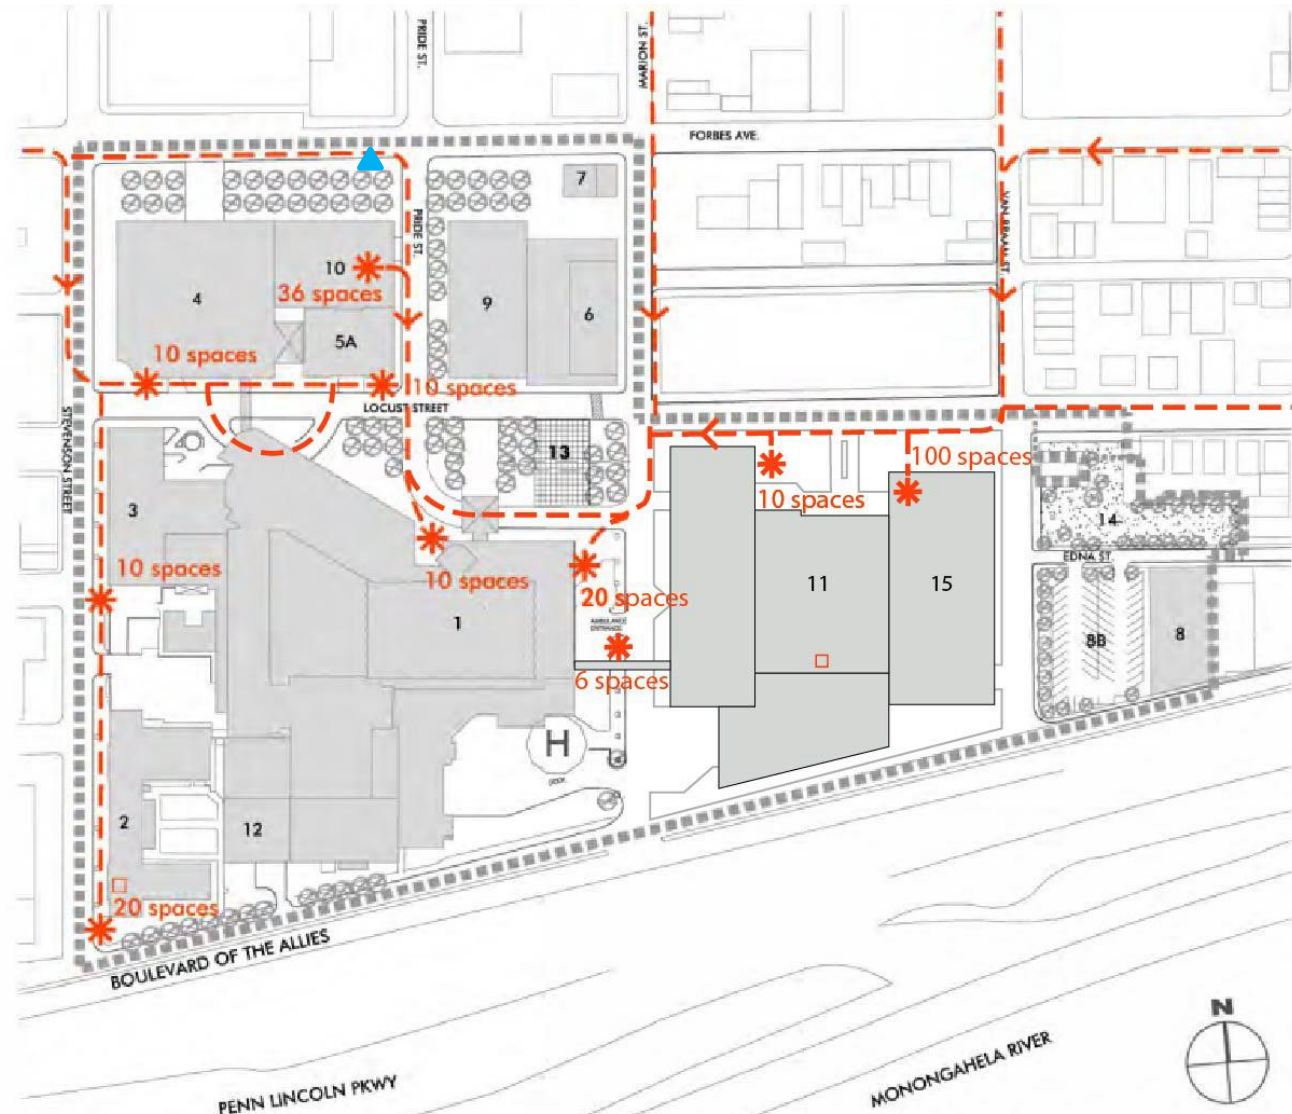 PRIDE ST.
MARION ST.
FORBES AVE.
7
PRIDE ST.
VAN BRAAM ST.
10
36 spaces
4
9
6
5A
10 spaces
10 spaces
LOCUST STREET
STEVENSON STREET
13
100 spaces
10 spaces
3
14
EDNA ST.
10 spaces
10 spaces
20 spaces
11
15
1
AMBULANCE
ENTRANCE
8B
8
6 spaces
H
DOCK
2
12
20 spaces
BOULEVARD OF THE ALLIES
N
MONONGAHELA RIVER
PENN LINCOLN PKWY